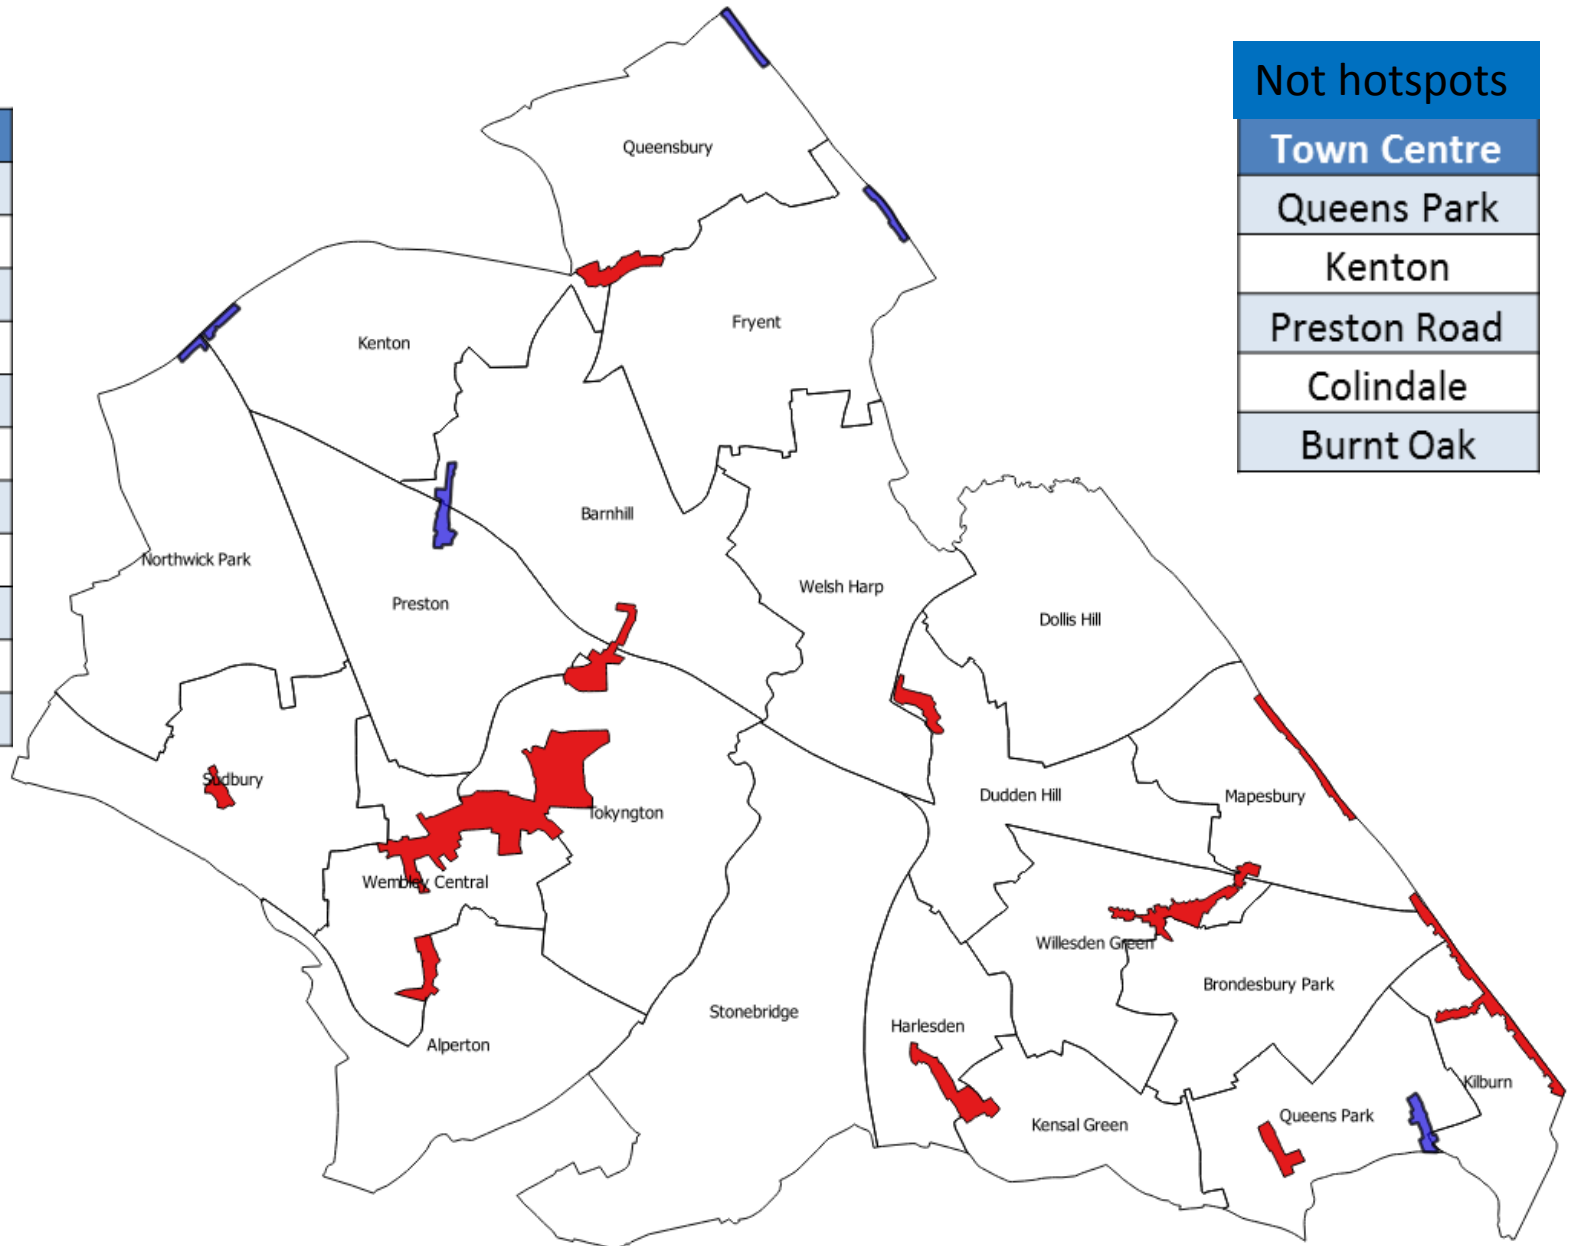 Not hotspots
Town Centre
Queens Park
Kenton
Preston Road
Colindale
Burnt Oak
Queensbury
Fryent
Kenton
Barnhill
Northwick Park
Welsh Harp
Preston
Dollis Hill
Sudbury
Dudden Hill
Mapesbury
Tokyngton
Wembley Central
Willesden Green
Brondesbury Park
Stonebridge
Harlesden
Alperton
Kilburn
Queens Park
Kensal Green